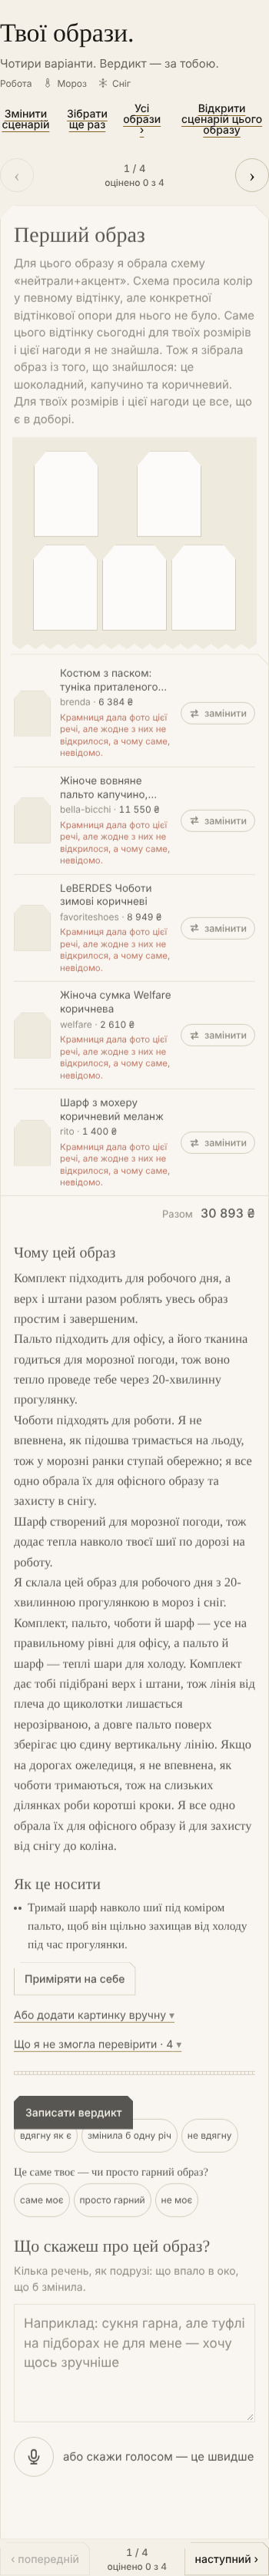 Твої образи.
Чотири варіанти. Вердикт — за тобою.
Робота Мороз Сніг
Змінити сценарій
Зібрати ще раз
Усі образи ›
Відкрити сценарій цього образу
‹
1 / 4
оцінено 0 з 4
›
Перший образ
Для цього образу я обрала схему
«нейтрали+акцент». Схема просила колір
у певному відтінку, але конкретної
відтінкової опори для нього не було. Саме
цього відтінку сьогодні для твоїх розмірів
і цієї нагоди я не знайшла. Тож я зібрала
образ із того, що знайшлося: це
шоколадний, капучино та коричневий.
Для твоїх розмірів і цієї нагоди це все, що
є в доборі.
Костюм з паском:
туніка приталеного…
brenda · 6 384 ₴
Крамниця дала фото цієї
речі, але жодне з них не
відкрилося, а чому саме,
невідомо.
⇄ замінити
Жіноче вовняне
пальто капучино,…
bella-bicchi · 11 550 ₴
Крамниця дала фото цієї
речі, але жодне з них не
відкрилося, а чому саме,
невідомо.
⇄ замінити
LeBERDES Чоботи
зимові коричневі
favoriteshoes · 8 949 ₴
Крамниця дала фото цієї
речі, але жодне з них не
відкрилося, а чому саме,
невідомо.
⇄ замінити
Жіноча сумка Welfare
коричнева
welfare · 2 610 ₴
Крамниця дала фото цієї
речі, але жодне з них не
відкрилося, а чому саме,
невідомо.
⇄ замінити
Шарф з мохеру
коричневий меланж
rito · 1 400 ₴
Крамниця дала фото цієї
речі, але жодне з них не
відкрилося, а чому саме,
невідомо.
⇄ замінити
Разом 30 893 ₴
Чому цей образ
Комплект підходить для робочого дня, а
верх і штани разом роблять увесь образ
простим і завершеним.
Пальто підходить для офісу, а його тканина
годиться для морозної погоди, тож воно
тепло проведе тебе через 20-хвилинну
прогулянку.
Чоботи підходять для роботи. Я не
впевнена, як підошва тримається на льоду,
тож у морозні ранки ступай обережно; я все
одно обрала їх для офісного образу та
захисту в снігу.
Шарф створений для морозної погоди, тож
додає тепла навколо твоєї шиї по дорозі на
роботу.
Я склала цей образ для робочого дня з 20-
хвилинною прогулянкою в мороз і сніг.
Комплект, пальто, чоботи й шарф — усе на
правильному рівні для офісу, а пальто й
шарф — теплі шари для холоду. Комплект
дає тобі підібрані верх і штани, тож лінія від
плеча до щиколотки лишається
нерозірваною, а довге пальто поверх
зберігає цю єдину вертикальну лінію. Якщо
на дорогах ожеледиця, я не впевнена, як
чоботи тримаються, тож на слизьких
ділянках роби коротші кроки. Я все одно
обрала їх для офісного образу й для захисту
від снігу до коліна.
Як це носити
Тримай шарф навколо шиї під коміром
пальто, щоб він щільно захищав від холоду
під час прогулянки.
Приміряти на себе
Або додати картинку вручну ▾
Що я не змогла перевірити · 4 ▾
Записати вердикт
вдягну як є
змінила б одну річ
не вдягну
Це саме твоє — чи просто гарний образ?
саме моє
просто гарний
не моє
Що скажеш про цей образ?
Кілька речень, як подрузі: що впало в око,
що б змінила.
Наприклад: сукня гарна, але туфлі
на підборах не для мене — хочу
щось зручніше
або скажи голосом — це швидше
‹ попередній
1 / 4
оцінено 0 з 4
наступний ›